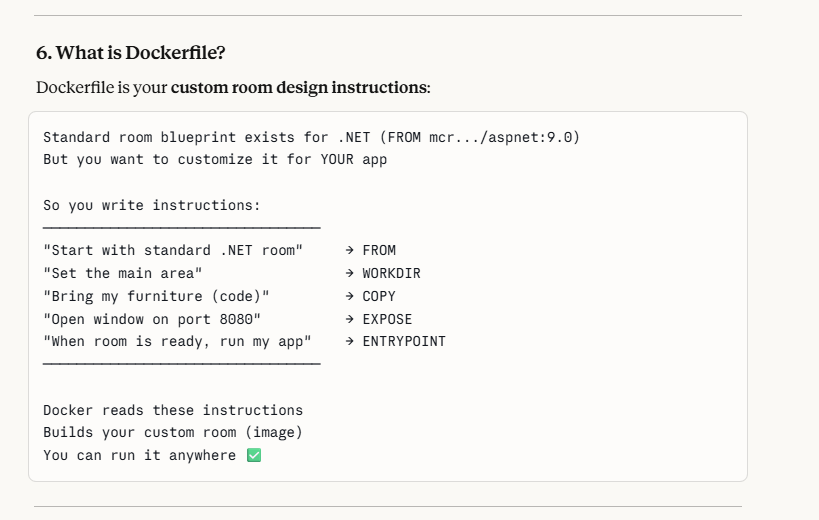 6. What is Dockerfile?
Dockerfile is your custom room design instructions:
Standard room blueprint exists for .NET (FROM mcr.../aspnet:9.0)
But you want to customize it for YOUR app
So you write instructions:
"Start with standard .NET room" → FROM
"Set the main area" → WORKDIR
"Bring my furniture (code)" → COPY
"Open window on port 8080" → EXPOSE
"When room is ready, run my app" → ENTRYPOINT
Docker reads these instructions
Builds your custom room (image)
You can run it anywhere ✅